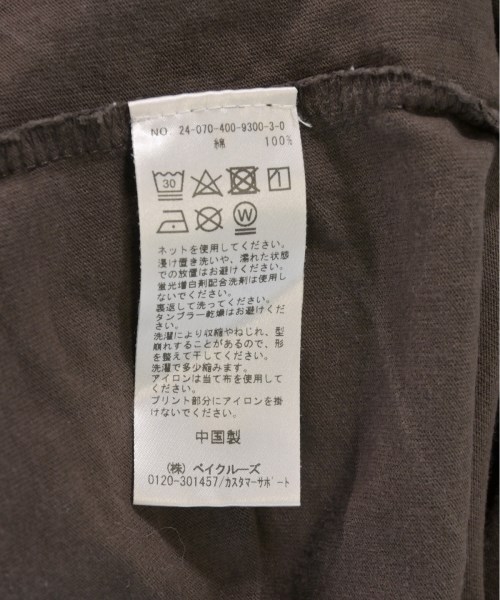 NO 24-070-400-9300-3-0
綿 100%
30
W
ネットを使用してください。
浸け置き洗いや、濡れた状態
での放置はお避けください。
蛍光増白剤配合洗剤は使用し
ないでください。
裏返して洗ってください。
タンブラー乾燥はお避けくだ
さい。
洗濯により収縮やねじれ、型
崩れすることがあるので、形
を整えて干してください。
洗濯で多少縮みます。
アイロンは当て布を使用して
ください。
プリント部分にアイロンを掛
けないでください。
中国製
(株) ベイクルーズ
0120-301457/カスタマーサポート